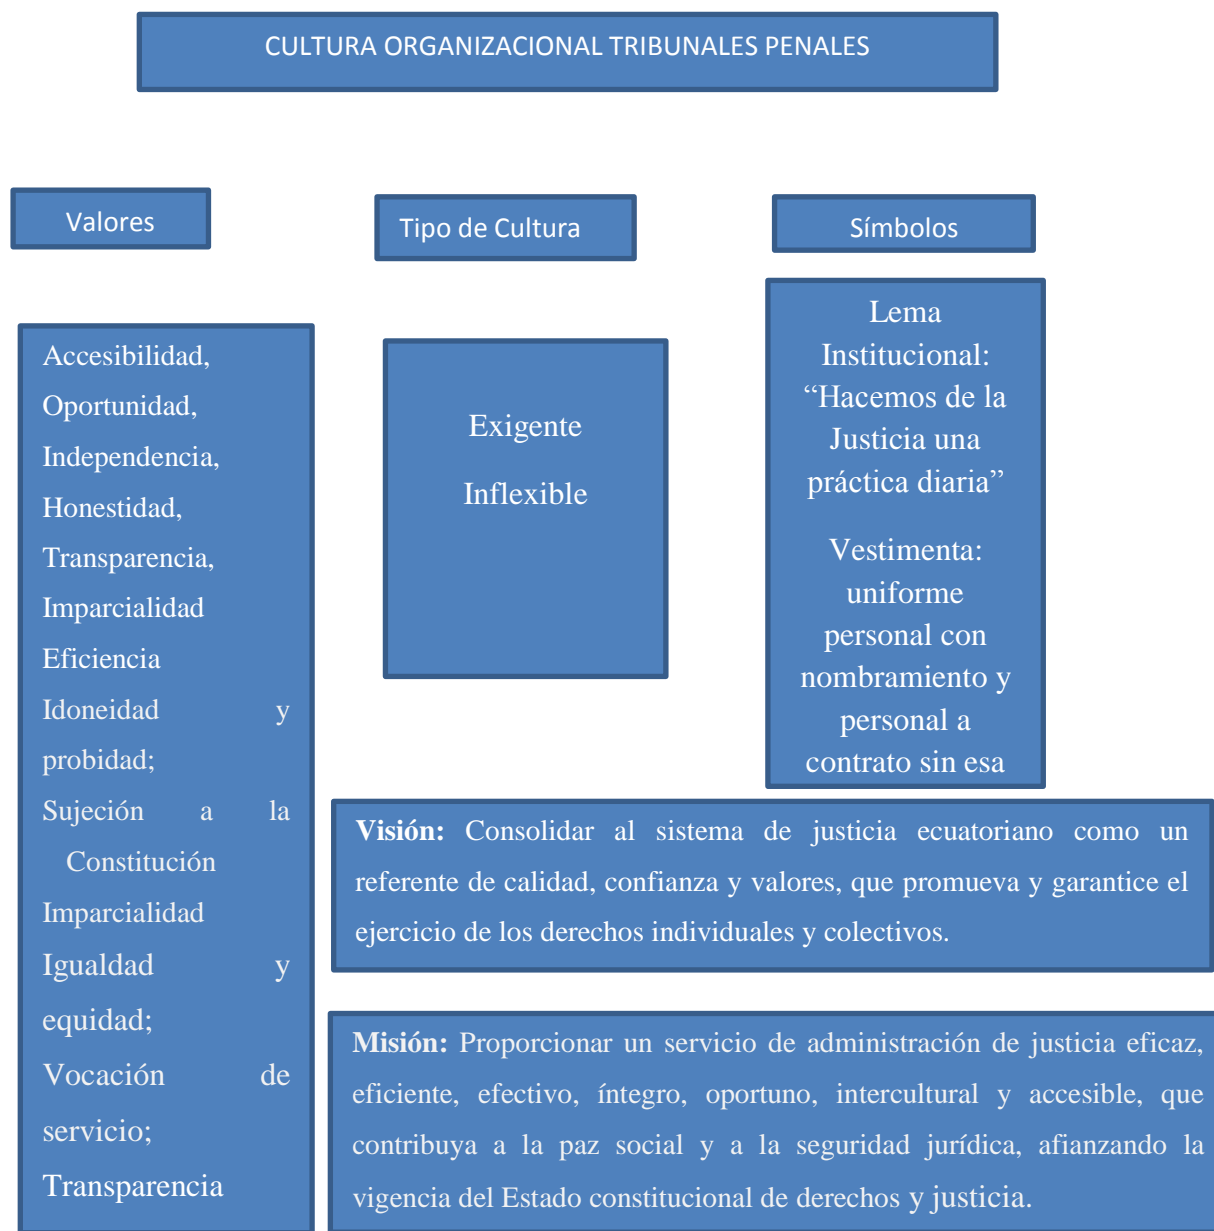 CULTURA ORGANIZACIONAL TRIBUNALES PENALES
Valores
Tipo de Cultura
Símbolos
Accesibilidad,
Oportunidad,
Independencia,
Honestidad,
Transparencia,
Imparcialidad
Eficiencia
Idoneidad y
probidad;
Sujeción a la
Constitución
Imparcialidad
Igualdad y
equidad;
Vocación de
servicio;
Transparencia
Exigente
Inflexible
Lema
Institucional:
“Hacemos de la
Justicia una
práctica diaria”
Vestimenta:
uniforme
personal con
nombramiento y
personal a
contrato sin esa
Visión: Consolidar al sistema de justicia ecuatoriano como un
referente de calidad, confianza y valores, que promueva y garantice el
ejercicio de los derechos individuales y colectivos.
Misión: Proporcionar un servicio de administración de justicia eficaz,
eficiente, efectivo, íntegro, oportuno, intercultural y accesible, que
contribuya a la paz social y a la seguridad jurídica, afianzando la
vigencia del Estado constitucional de derechos y justicia.